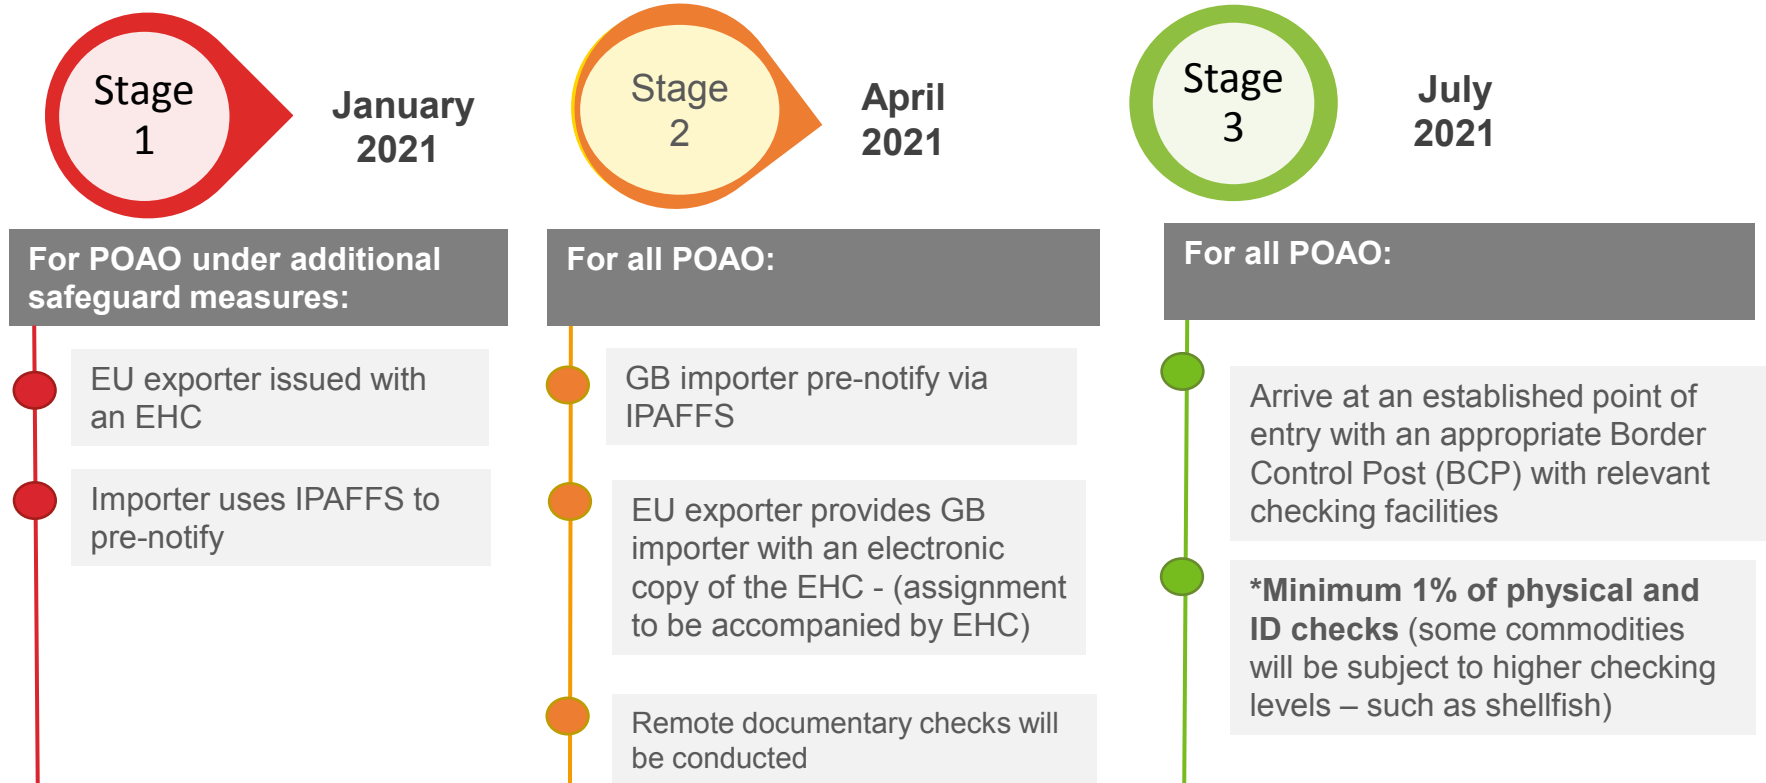 Stage
1
January
2021
For POAO under additional
safeguard measures:
EU exporter issued with
an EHC
Importer uses IPAFFS to
pre-notify
Stage
2
April
2021
For all POAO:
GB importer pre-notify via
IPAFFS
EU exporter provides GB
importer with an electronic
copy of the EHC - (assignment
to be accompanied by EHC)
Remote documentary checks will
be conducted
Stage
3
July
2021
For all POAO:
Arrive at an established point of
entry with an appropriate Border
Control Post (BCP) with relevant
checking facilities
*Minimum 1% of physical and
ID checks (some commodities
will be subject to higher checking
levels – such as shellfish)